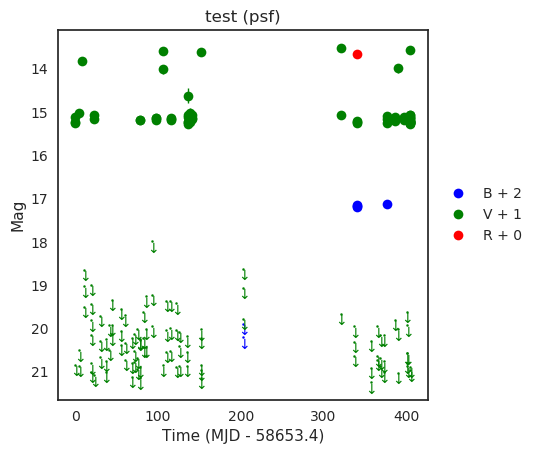 test (psf)
14
15
16
17
18
19
20
21
Mag
0
100
200
300
400
Time (MJD - 58653.4)
B + 2
V + 1
R + 0